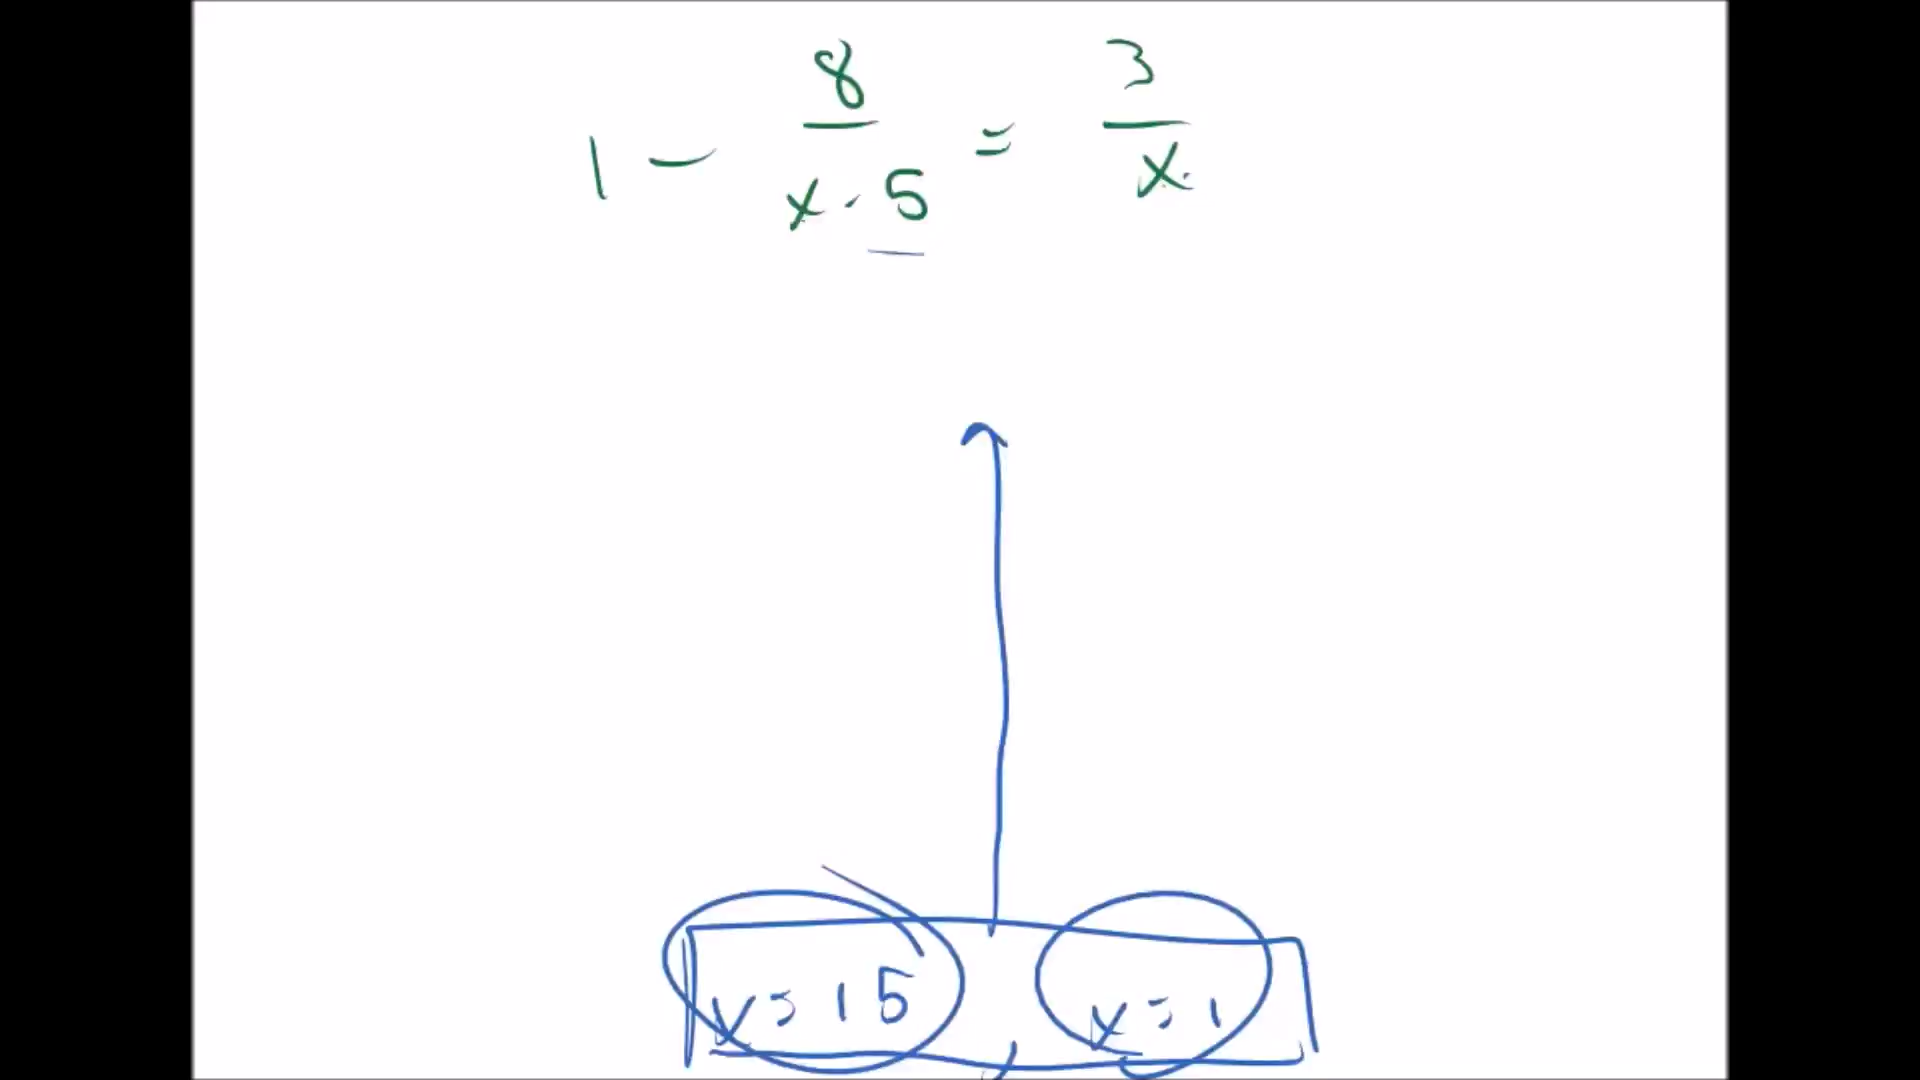 1 - 8/(x - 5) = 3/x
x = 15, x = 1